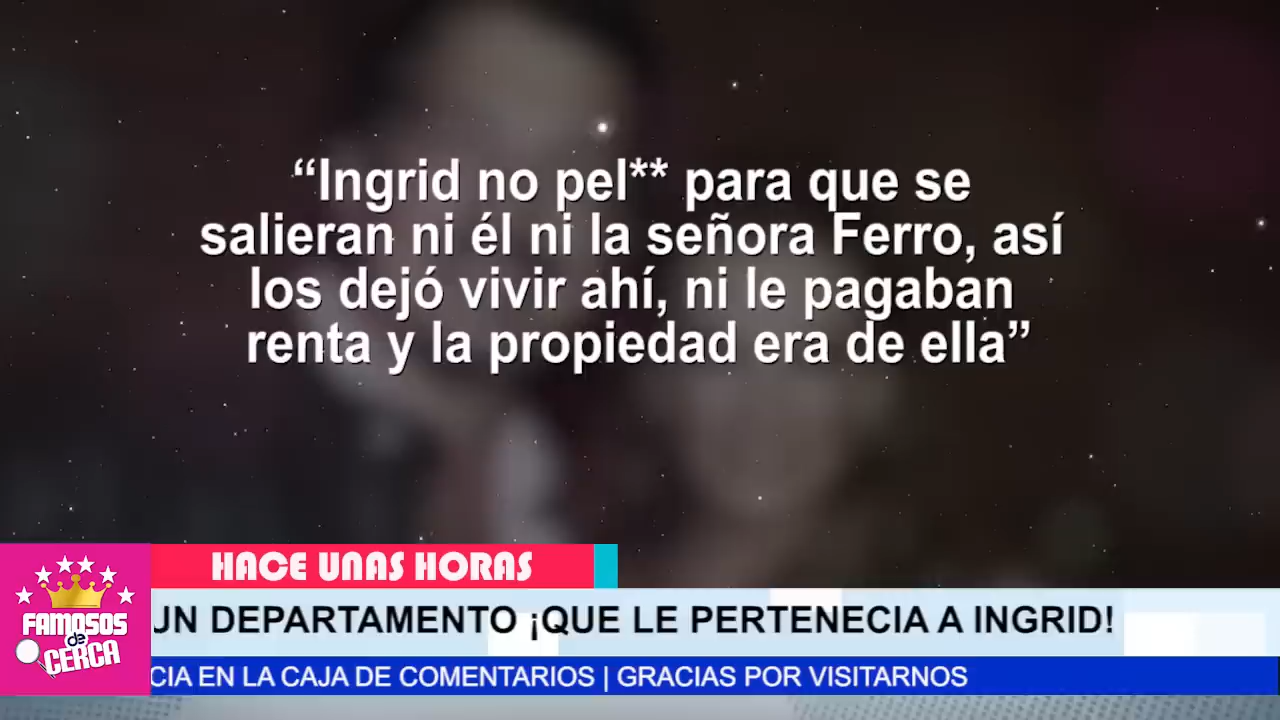 “Ingrid no pel** para que se
salieran ni él ni la señora Ferro, así
los dejó vivir ahí, ni le pagaban
renta y la propiedad era de ella”
HACE UNAS HORAS
UN DEPARTAMENTO ¡QUE LE PERTENECIA A INGRID!
FAMOSOS
de
CERCA
CIA EN LA CAJA DE COMENTARIOS | GRACIAS POR VISITARNOS